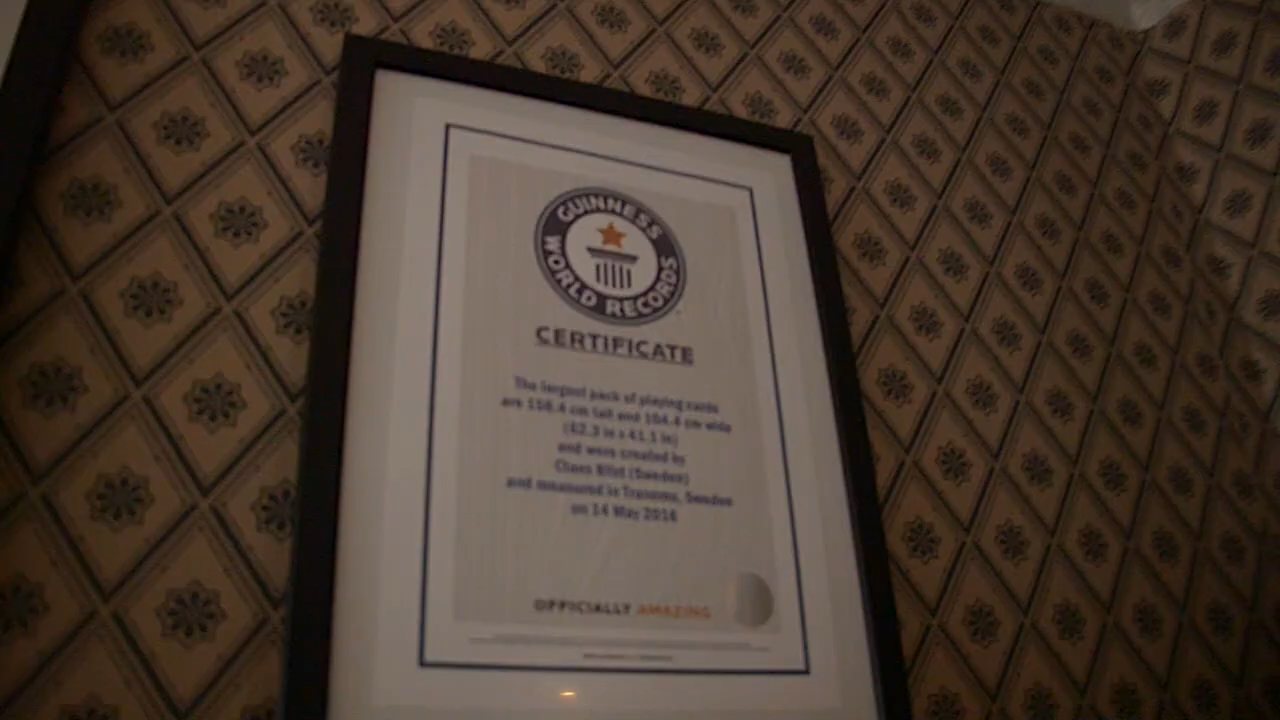 GUINNESS
WORLD RECORDS
CERTIFICATE
The largest pack of playing cards
are 158.4 cm tall and 104.4 cm wide
(62.3 in x 41.1 in)
and were created by
Claes Blixt (Sweden)
and measured in Tranemo, Sweden
on 14 May 2016
OFFICIALLY AMAZING